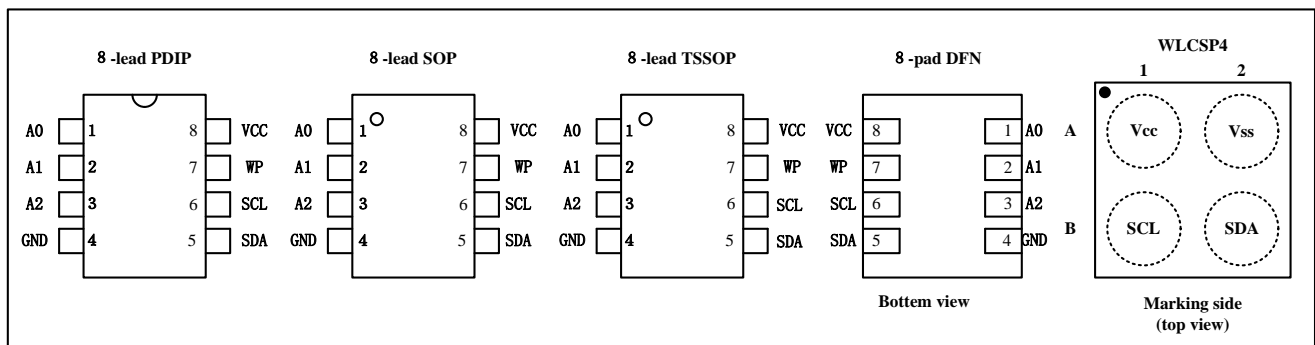 8-lead PDIP
A0 1 8 VCC
A1 2 7 WP
A2 3 6 SCL
GND 4 5 SDA
8-lead SOP
A0 1 8 VCC
A1 2 7 WP
A2 3 6 SCL
GND 4 5 SDA
8-lead TSSOP
A0 1 8 VCC
A1 2 7 WP
A2 3 6 SCL
GND 4 5 SDA
8-pad DFN
VCC 8 1 A0
WP 7 2 A1
SCL 6 3 A2
SDA 5 4 GND
Bottem view
WLCSP4
1 2
A Vcc Vss
B SCL SDA
Marking side
(top view)